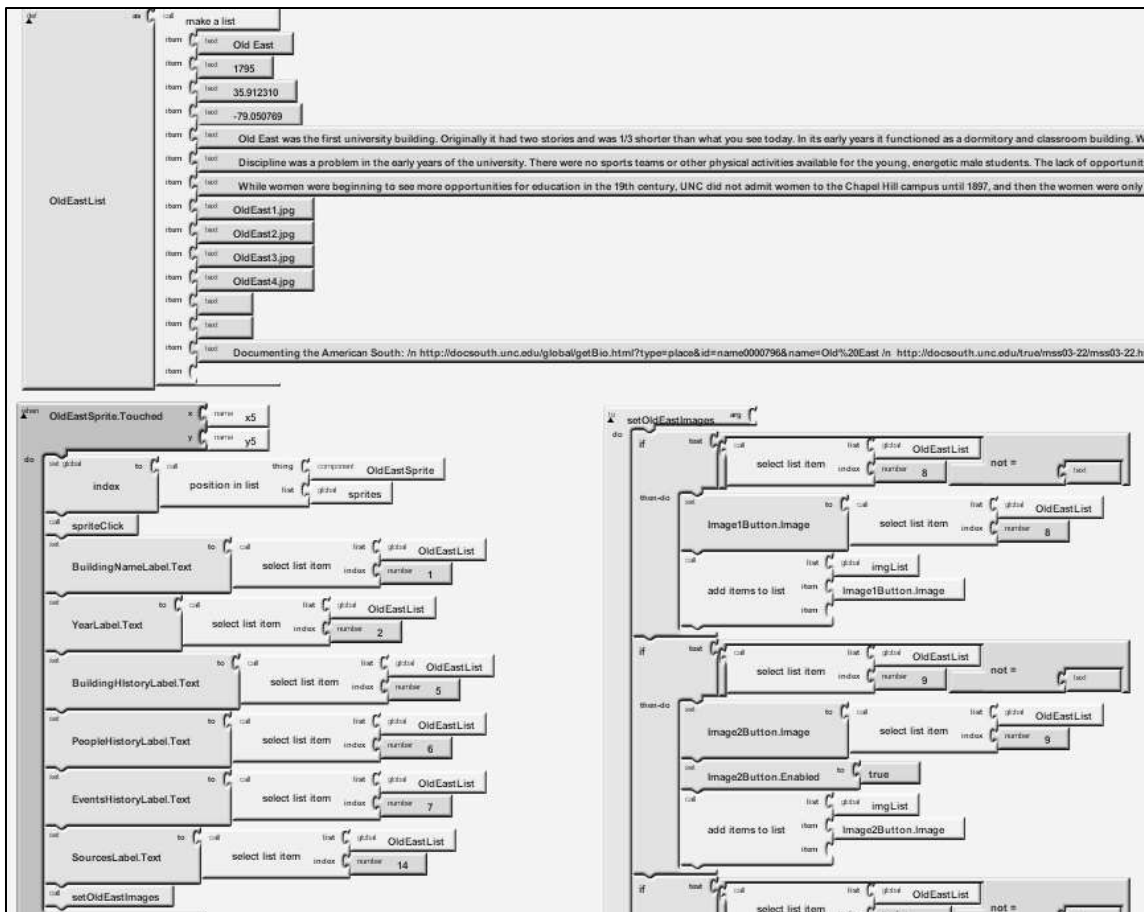 def as call make a list
item text Old East
item text 1795
item text 35.912310
item text -79.050769
item text Old East was the first university building. Originally it had two stories and was 1/3 shorter than what you see today. In its early years it functioned as a dormitory and classroom building. W
item text Discipline was a problem in the early years of the university. There were no sports teams or other physical activities available for the young, energetic male students. The lack of opportunit
item text While women were beginning to see more opportunities for education in the 19th century, UNC did not admit women to the Chapel Hill campus until 1897, and then the women were only
OldEastList
item text OldEast1.jpg
item text OldEast2.jpg
item text OldEast3.jpg
item text OldEast4.jpg
item text
item text
item text Documenting the American South: /n http://docsouth.unc.edu/global/getBio.html?type=place&id=name0000796&name=Old%20East /n http://docsouth.unc.edu/true/mss03-22/mss03-22.h
item
when OldEastSprite.Touched x name x5
y name y5
do
set global index to call position in list thing component OldEastSprite
list global sprites
call spriteClick
set BuildingNameLabel.Text to call select list item list global OldEastList
index number 1
set YearLabel.Text to call select list item list global OldEastList
index number 2
set BuildingHIstoryLabel.Text to call select list item list global OldEastList
index number 5
set PeopleHistoryLabel.Text to call select list item list global OldEastList
index number 6
set EventsHistoryLabel.Text to call select list item list global OldEastList
index number 7
set SourcesLabel.Text to call select list item list global OldEastList
index number 14
call setOldEastImages
to setOldEastImages arg
do
if test call select list item list global OldEastList
index number 8 not = text
then-do set Image1Button.Image to call select list item list global OldEastList
index number 8
call add items to list list global imgList
item Image1Button.Image
item
if test call select list item list global OldEastList
index number 9 not = text
then-do set Image2Button.Image to call select list item list global OldEastList
index number 9
set Image2Button.Enabled to true
call add items to list list global imgList
item Image2Button.Image
item
if test call select list item list global OldEastList
not =